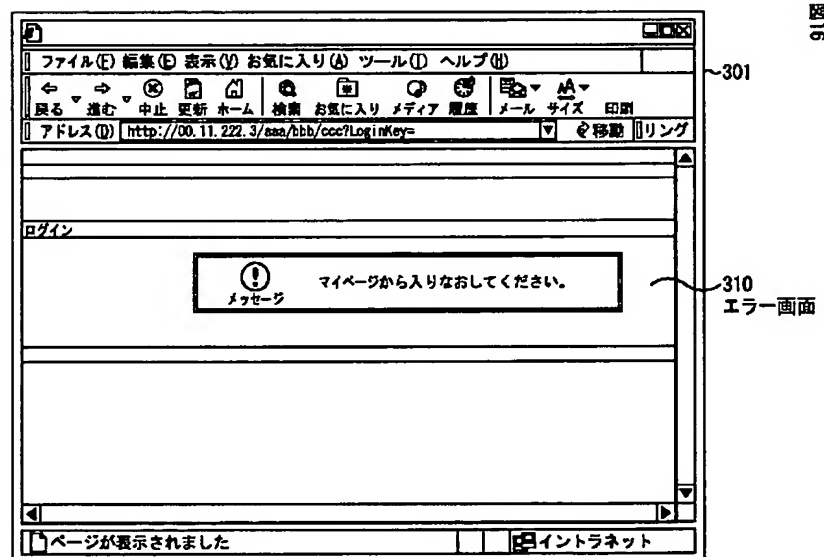 図16
ファイル(F) 編集(E) 表示(V) お気に入り(A) ツール(T) ヘルプ(H)
301
戻る 進む 中止 更新 ホーム 検索 お気に入り メディア 履歴 メール サイズ 印刷
アドレス(D) http://00.11.222.3/aaa/bbb/ccc?LoginKey= 移動 リング
ログイン
マイページから入りなおしてください。
メッセージ
310
エラー画面
ページが表示されました イントラネット